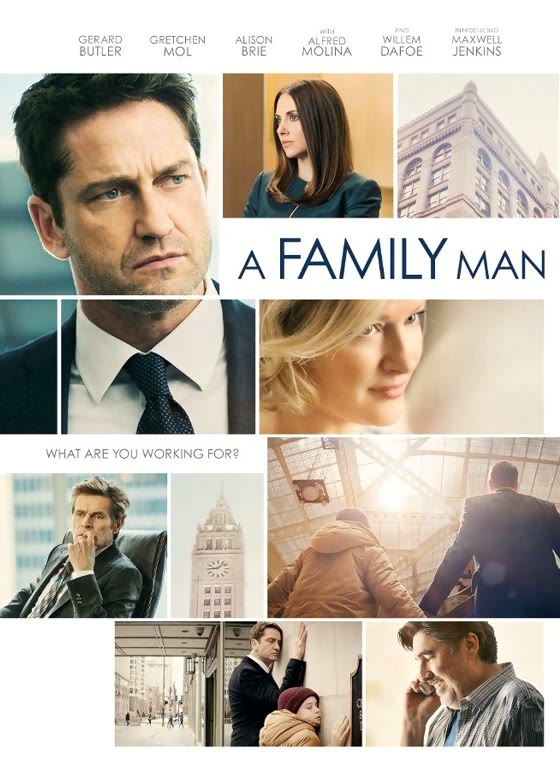 GERARD BUTLER
GRETCHEN MOL
ALISON BRIE
WITH ALFRED MOLINA
AND WILLEM DAFOE
INTRODUCING MAXWELL JENKINS
A FAMILY MAN
WHAT ARE YOU WORKING FOR?